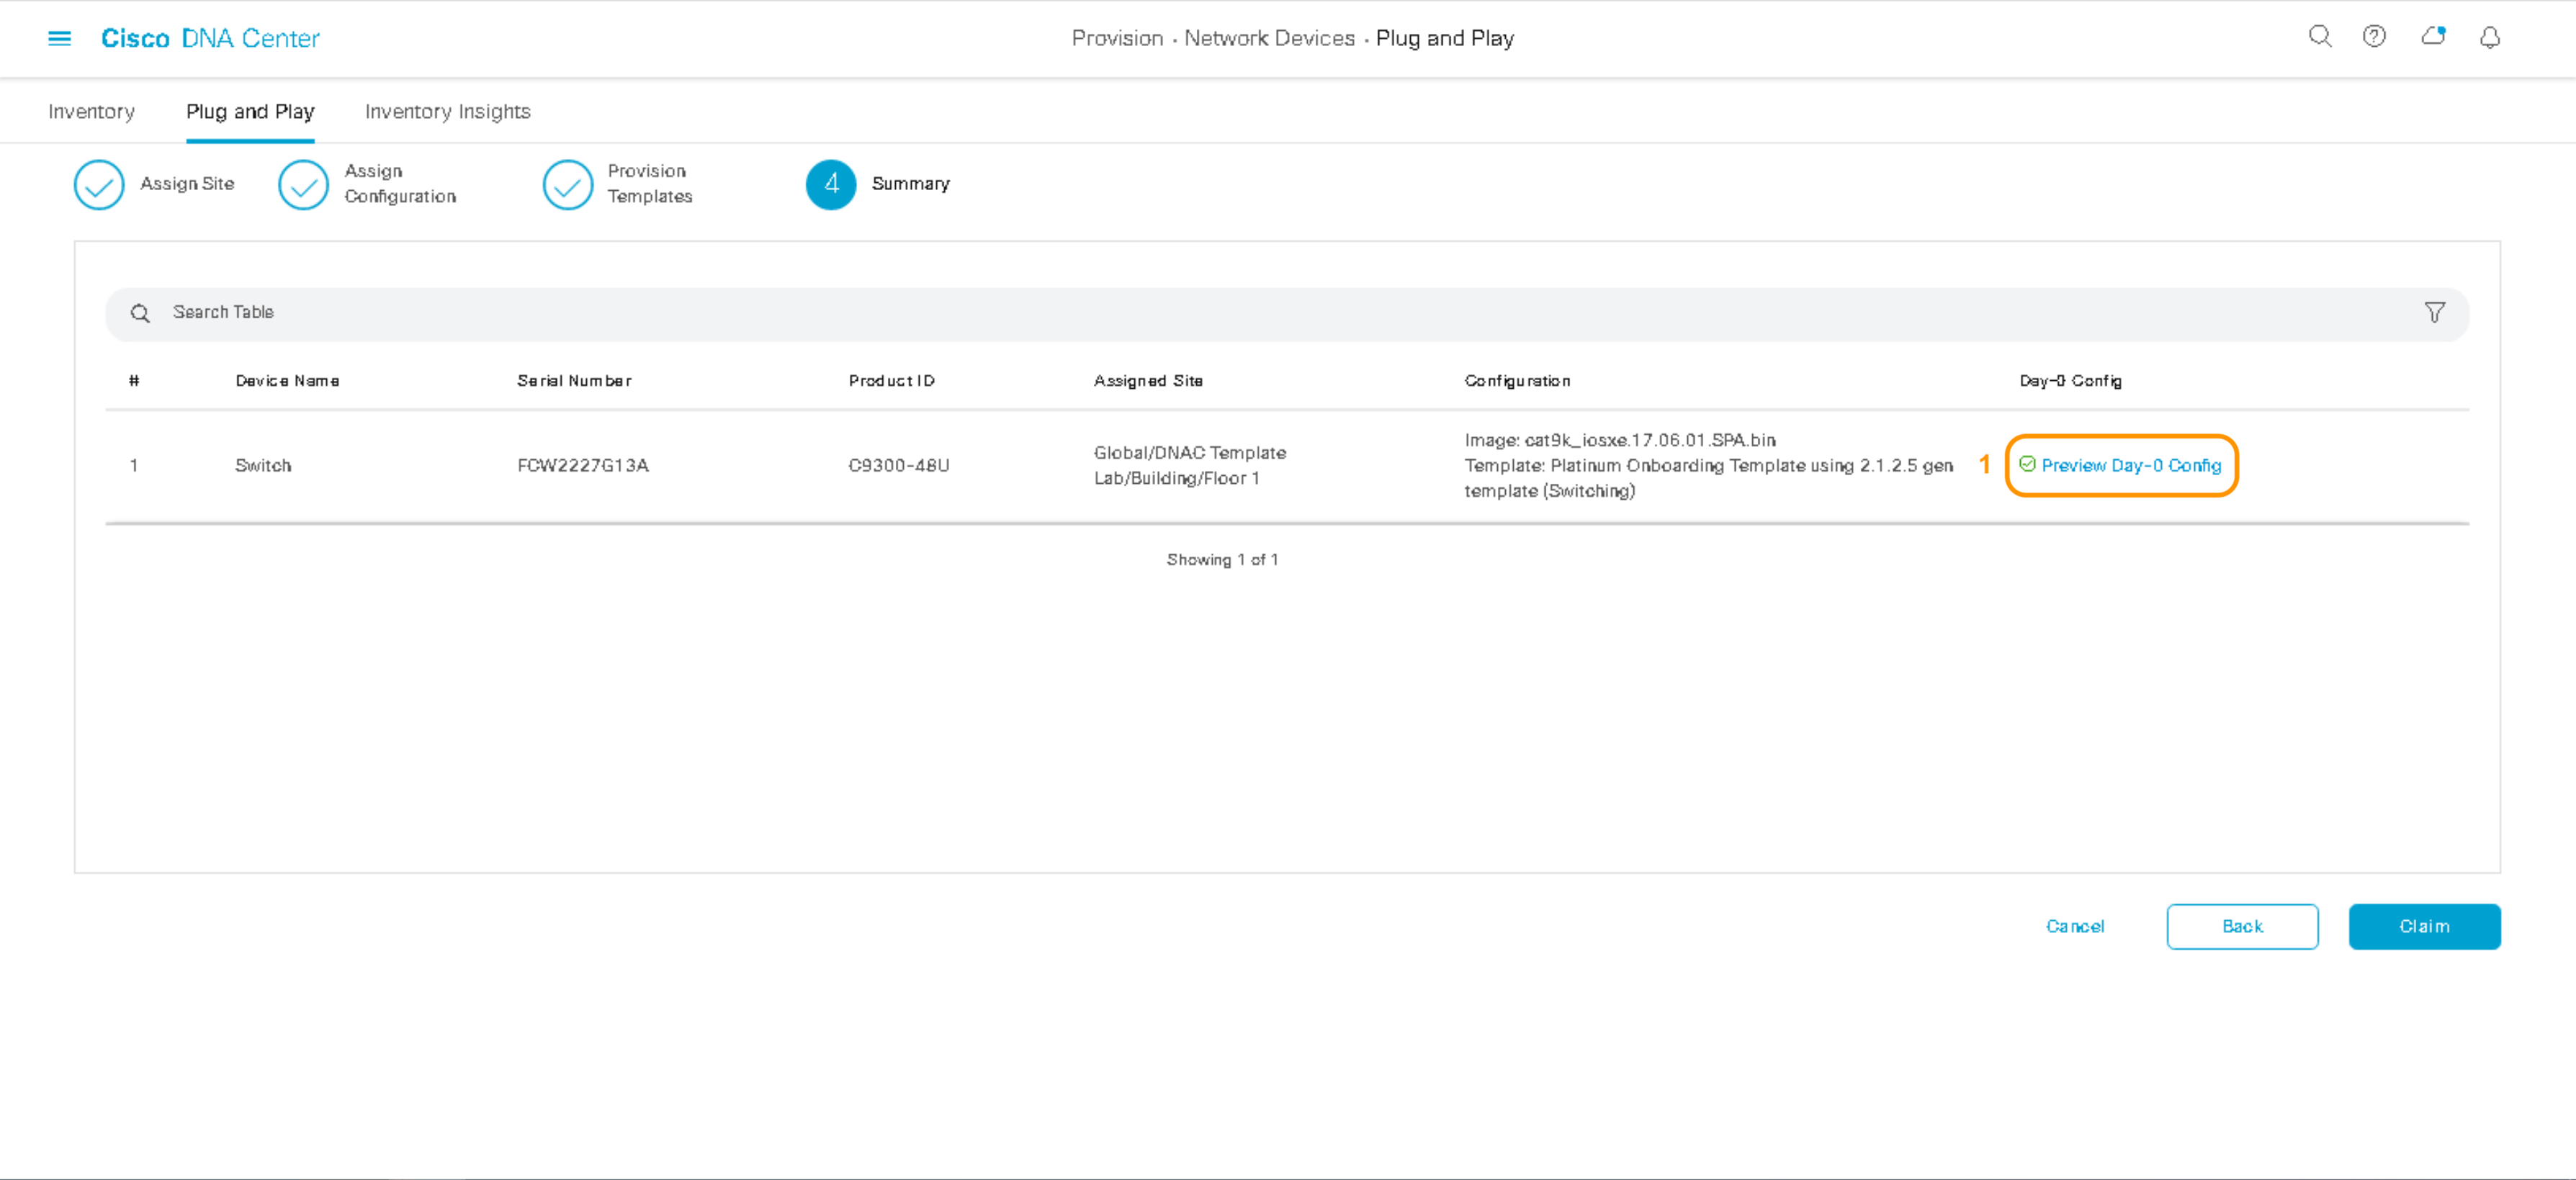 Cisco DNA Center
Provision · Network Devices · Plug and Play
Inventory Plug and Play Inventory Insights
Assign Site
Assign
Configuration
Provision
Templates
4 Summary
Search Table
# Device Name Serial Number Product ID Assigned Site Configuration Day-0 Config
1 Switch FCW2227G13A C9300-48U
Global/DNAC Template
Lab/Building/Floor 1
Image: cat9k_iosxe.17.06.01.SPA.bin
Template: Platinum Onboarding Template using 2.1.2.5 gen
template (Switching)
1 Preview Day-0 Config
Showing 1 of 1
Cancel Back Claim